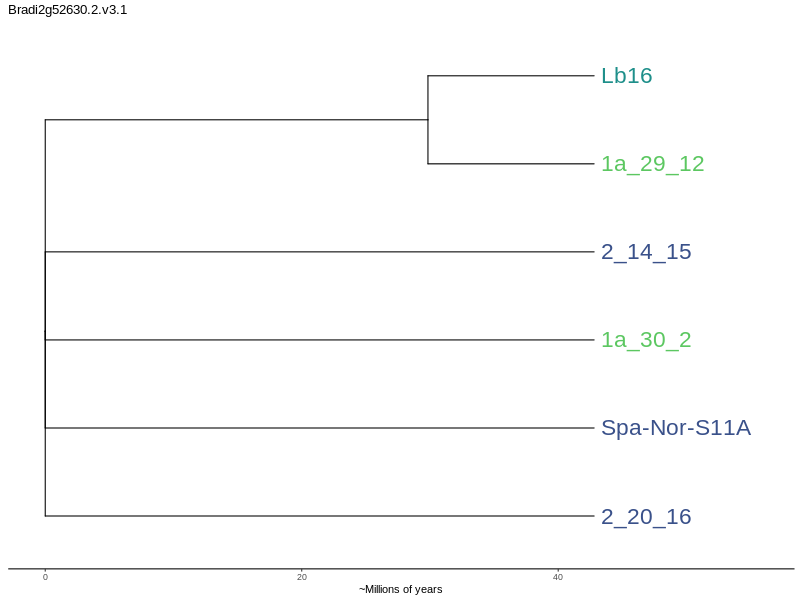 Bradi2g52630.2.v3.1
Lb16
1a_29_12
2_14_15
1a_30_2
Spa-Nor-S11A
2_20_16
0 20 40
~Millions of years